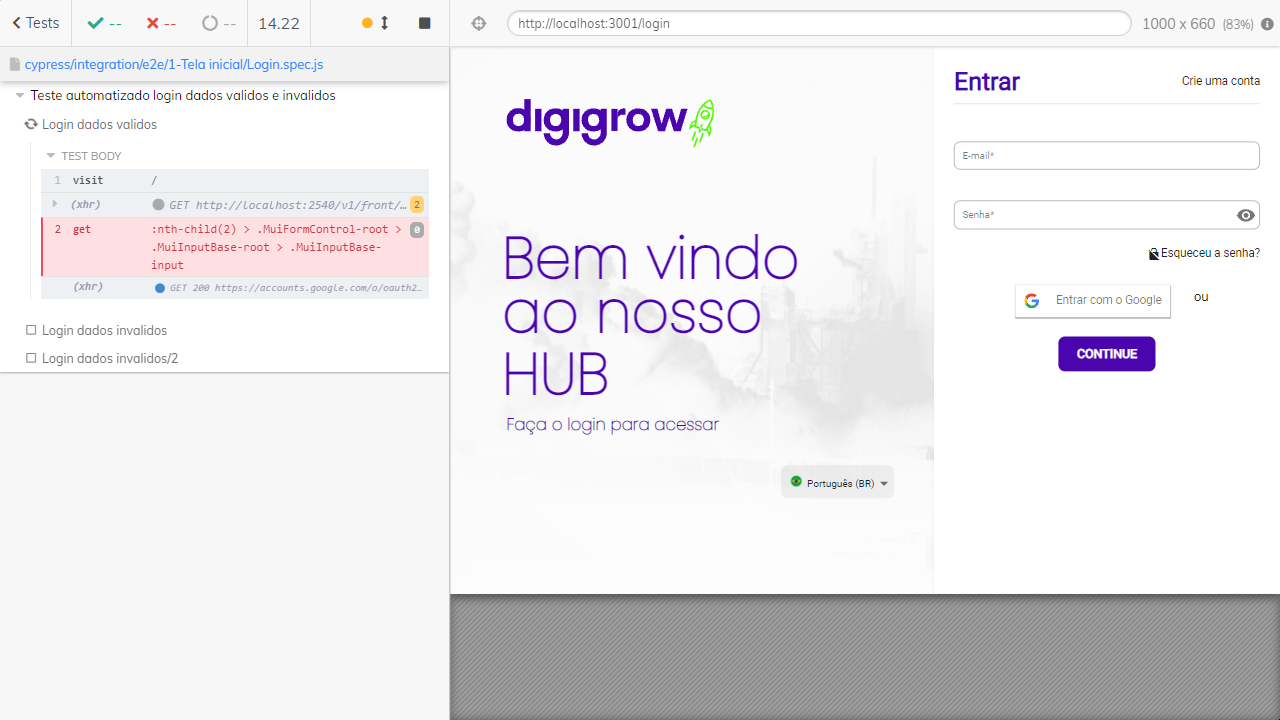 Tests
--
--
--
14.22
http://localhost:3001/login
1000 x 660 (83%)
cypress/integration/e2e/1-Tela inicial/Login.spec.js
Teste automatizado login dados validos e invalidos
Login dados validos
TEST BODY
1 visit /
(xhr) GET http://localhost:2540/v1/front/… 2
2 get :nth-child(2) > .MuiFormControl-root > 0
.MuiInputBase-root > .MuiInputBase-
input
(xhr) GET 200 https://accounts.google.com/o/oauth2…
Login dados invalidos
Login dados invalidos/2
digigrow
Bem vindo
ao nosso
HUB
Faça o login para acessar
Português (BR)
Entrar
Crie uma conta
E-mail*
Senha*
Esqueceu a senha?
Entrar com o Google
ou
CONTINUE